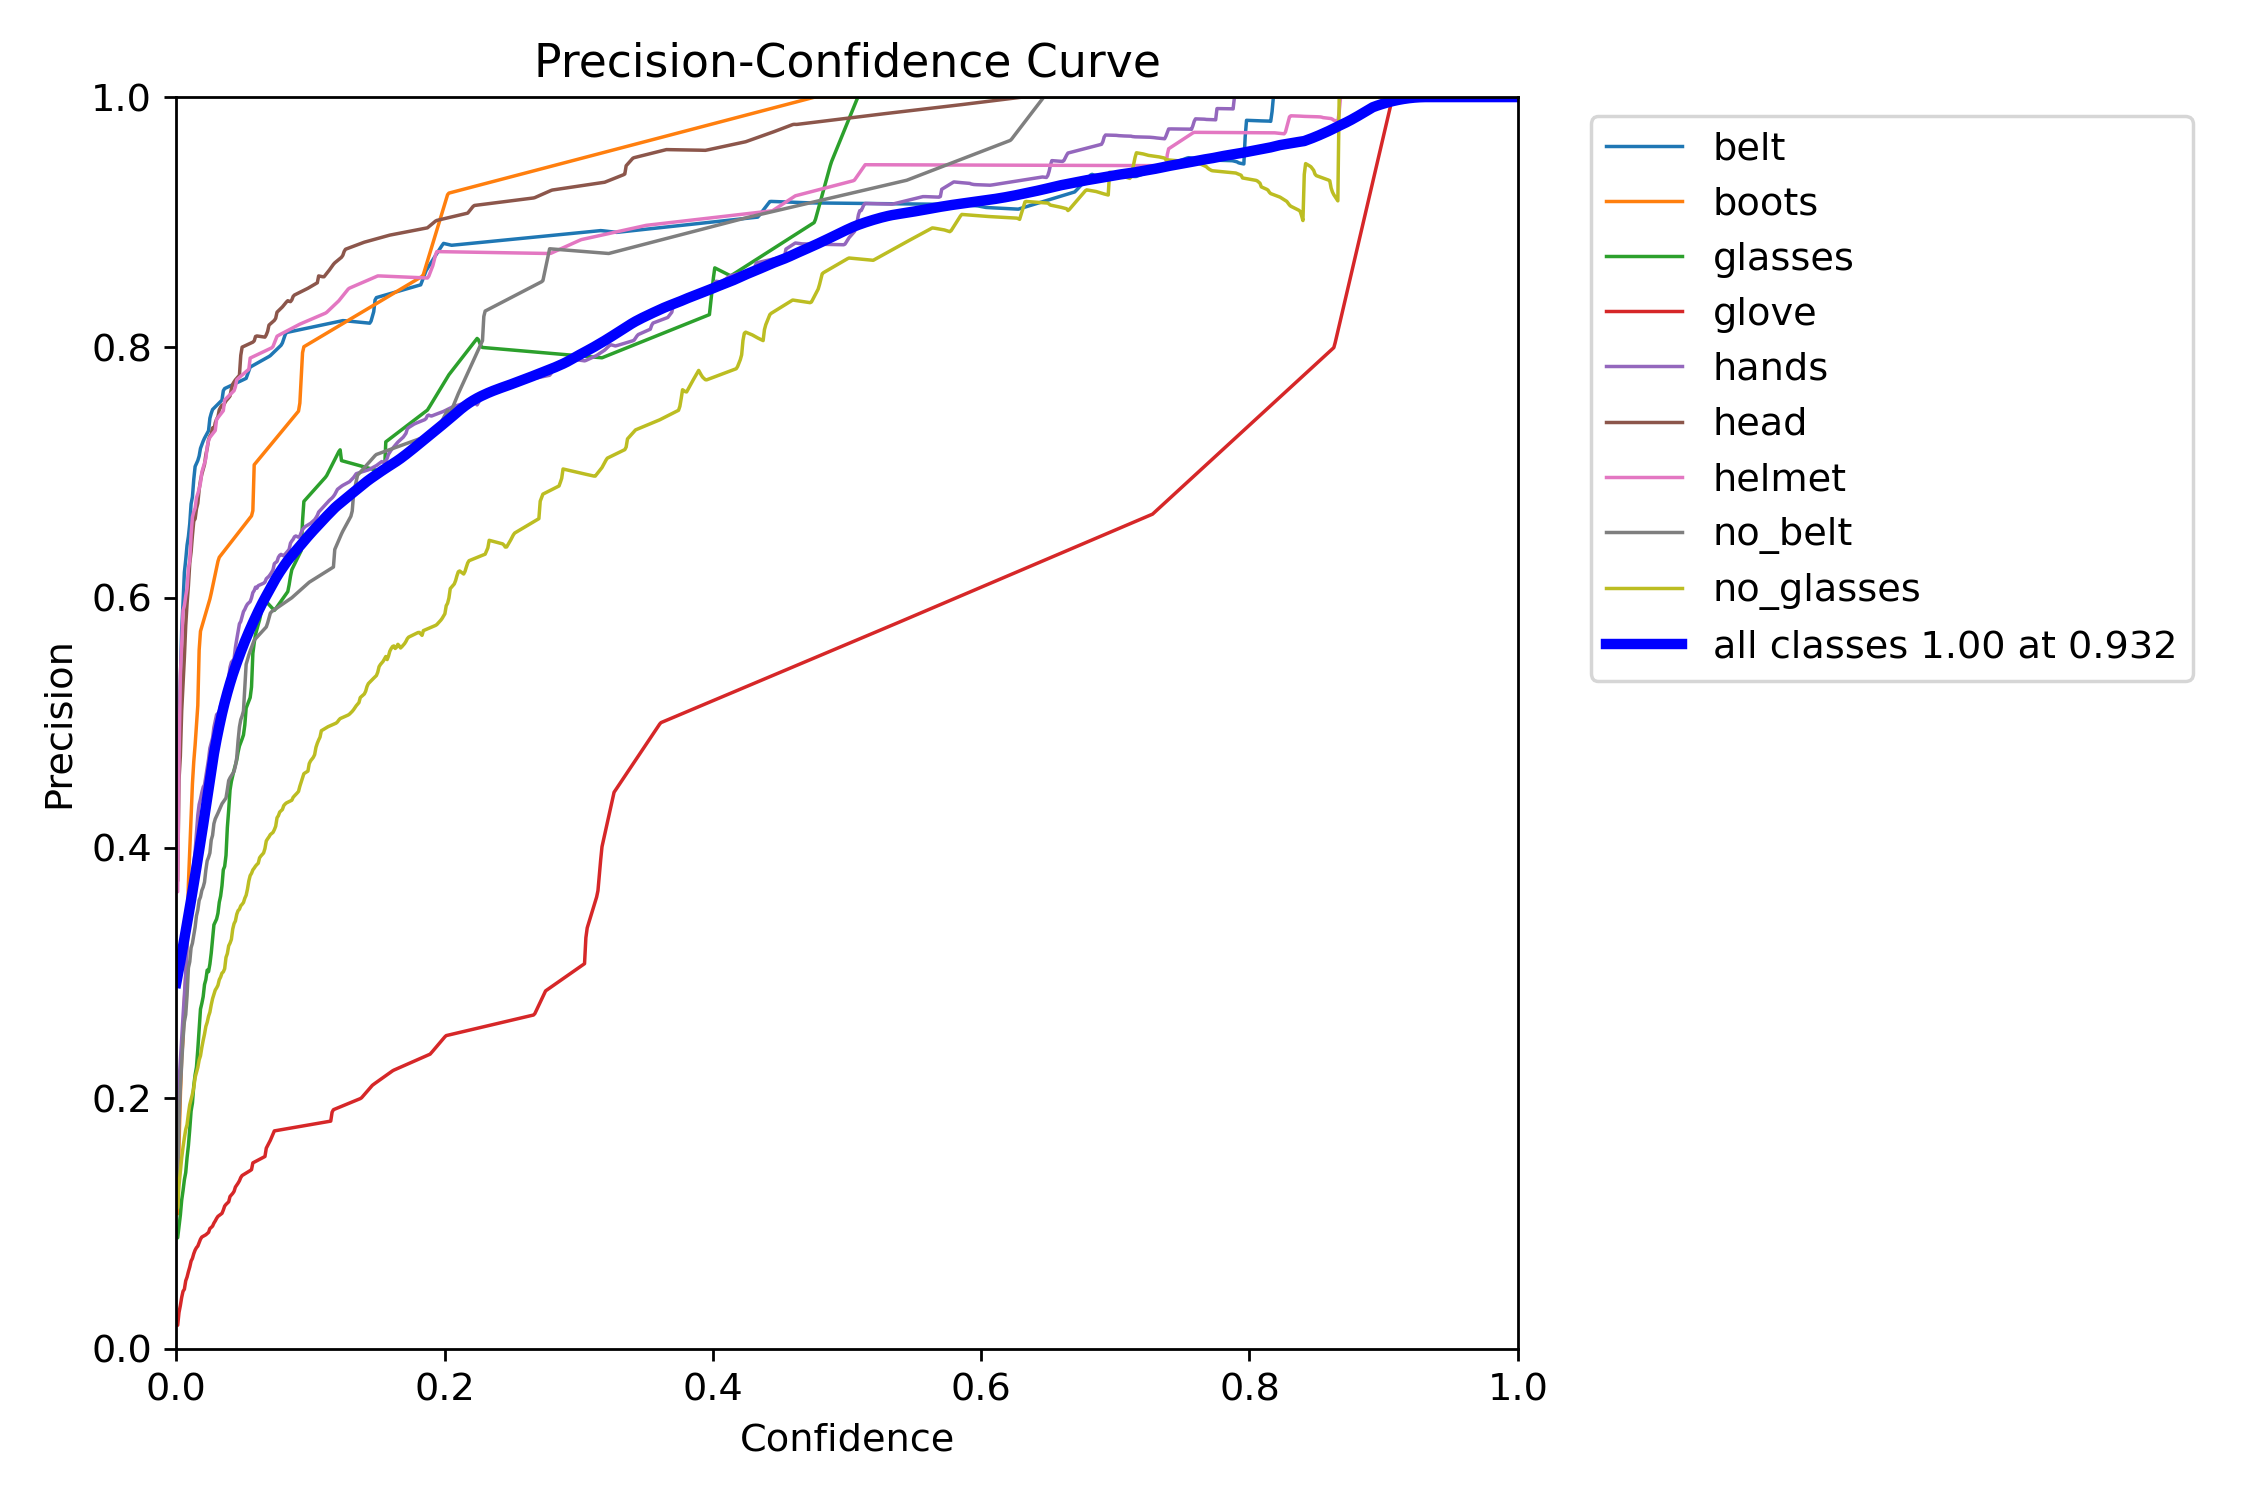 Precision-Confidence Curve
1.0
0.8
0.6
0.4
0.2
0.0
Precision
0.0 0.2 0.4 0.6 0.8 1.0
Confidence
belt
boots
glasses
glove
hands
head
helmet
no_belt
no_glasses
all classes 1.00 at 0.932